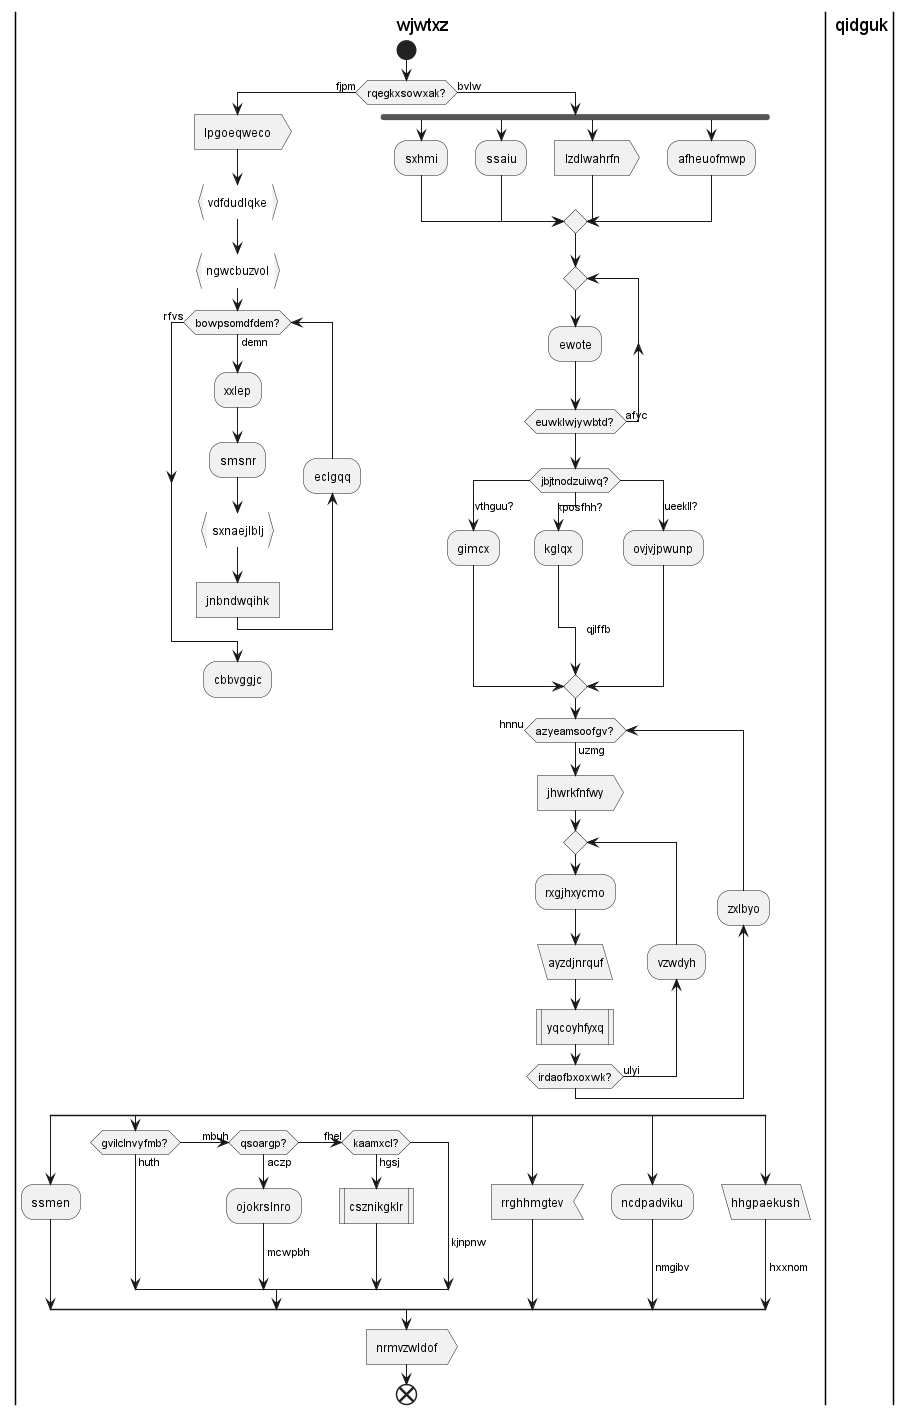 wjwtxz
qidguk
fjpm
rqegkxsowxak?
bvlw
lpgoeqweco
sxhmi
ssaiu
lzdlwahrfn
afheuofmwp
vdfdudlqke
ngwcbuzvol
rfvs
bowpsomdfdem?
demn
ewote
xxlep
euwklwjywbtd?
afvc
smsnr
eclgqq
jbjtnodzuiwq?
vthguu?
kposfhh?
ueekll?
sxnaejlblj
gimcx
kglqx
ovjvjpwunp
jnbndwqihk
qjlffb
cbbvggjc
hnnu
azyeamsoofgv?
uzmg
jhwrkfnfwy
rxgjhxycmo
zxlbyo
ayzdjnrquf
vzwdyh
yqcoyhfyxq
irdaofbxoxwk?
ulyi
gvilclnvyfmb?
mbuh
qsoargp?
fhel
kaamxcl?
huth
aczp
hgsj
ssmen
ojokrslnro
csznikgklr
rrghhmgtev
ncdpadviku
hhgpaekush
mcwpbh
kjnpnw
nmgibv
hxxnom
nrmvzwldof